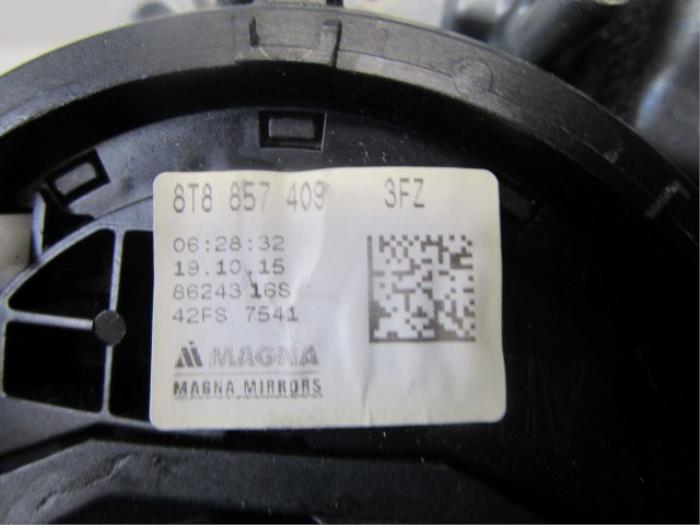 8T8 857 409 3FZ
06:28:32
19.10.15
86243 16S
42FS 7541
MAGNA
MAGNA MIRRORS